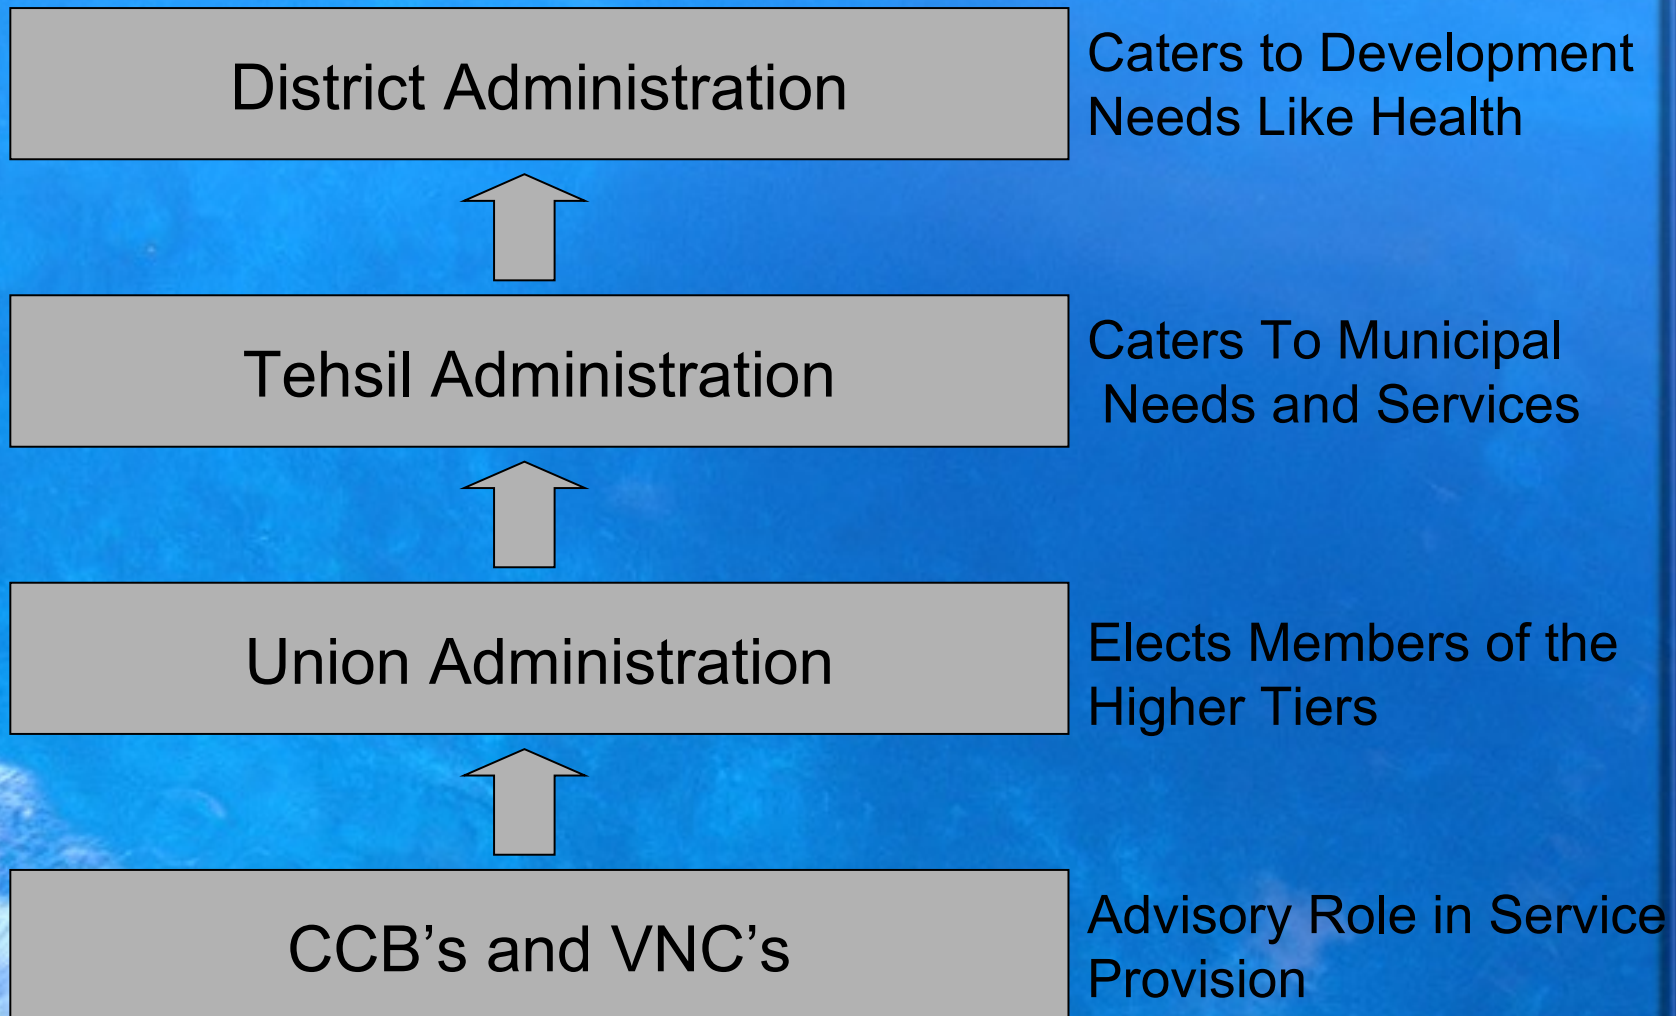 District Administration
Caters to Development
Needs Like Health
Tehsil Administration
Caters To Municipal
Needs and Services
Union Administration
Elects Members of the
Higher Tiers
CCB’s and VNC’s
Advisory Role in Service
Provision